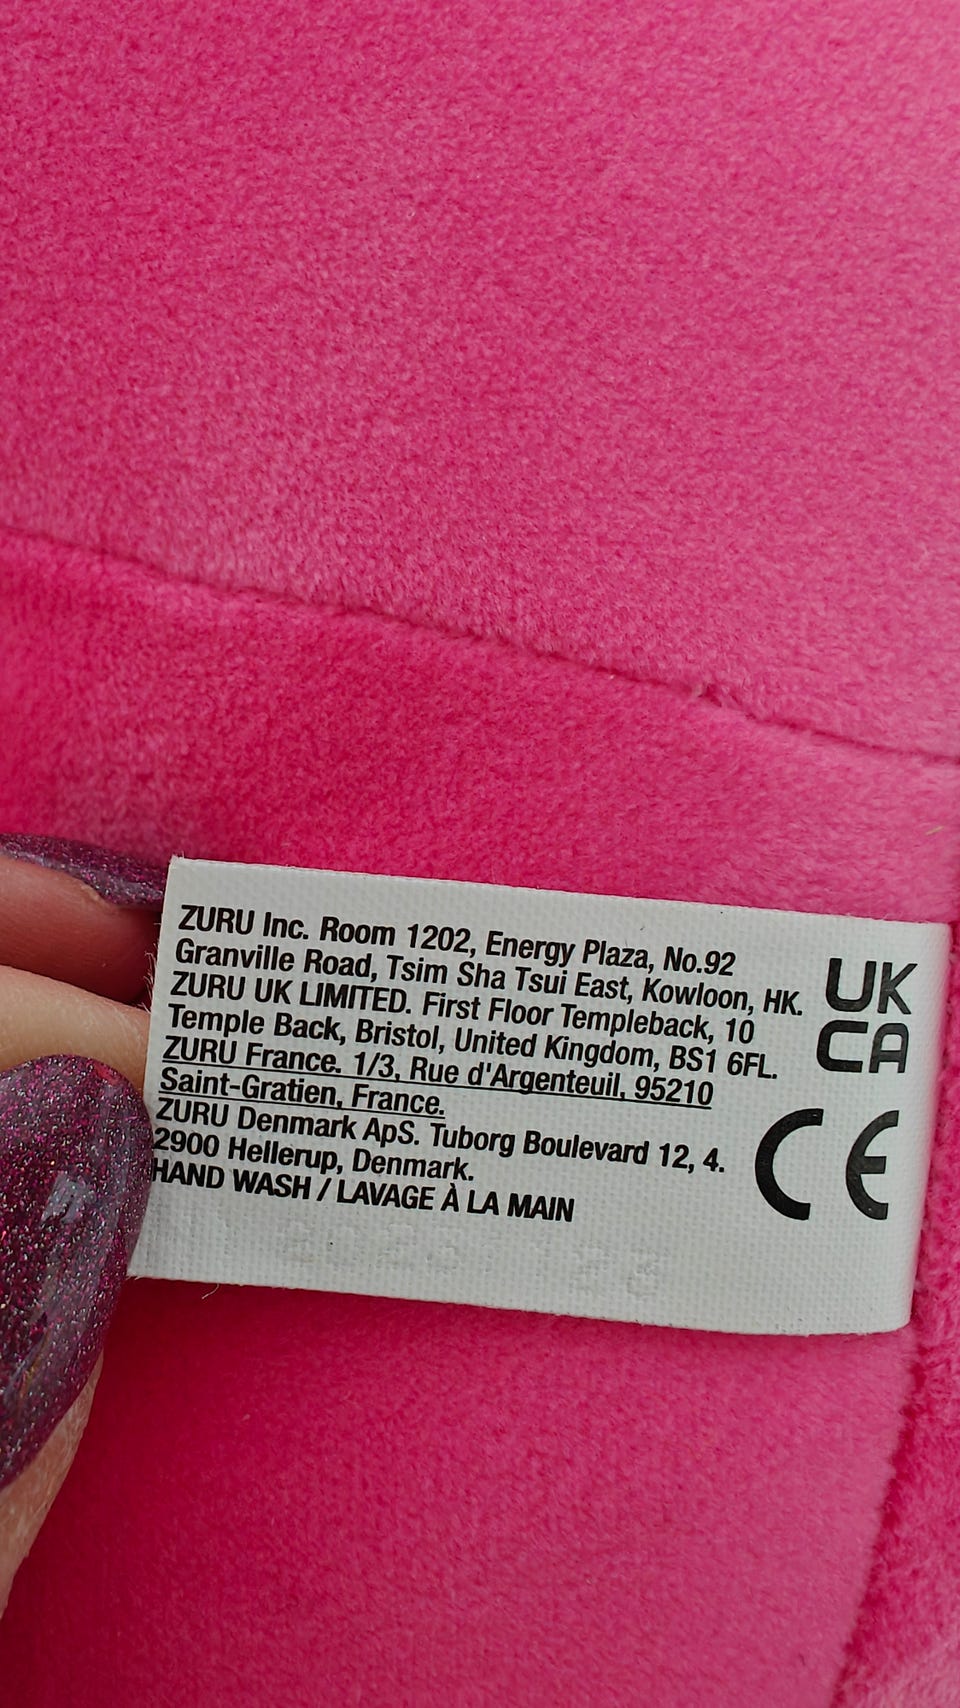 ZURU Inc. Room 1202, Energy Plaza, No.92
Granville Road, Tsim Sha Tsui East, Kowloon, HK.
ZURU UK LIMITED. First Floor Templeback, 10
Temple Back, Bristol, United Kingdom, BS1 6FL.
ZURU France. 1/3, Rue d'Argenteuil, 95210
Saint-Gratien, France.
ZURU Denmark ApS. Tuborg Boulevard 12, 4.
2900 Hellerup, Denmark.
HAND WASH / LAVAGE À LA MAIN
UK
CA
CE